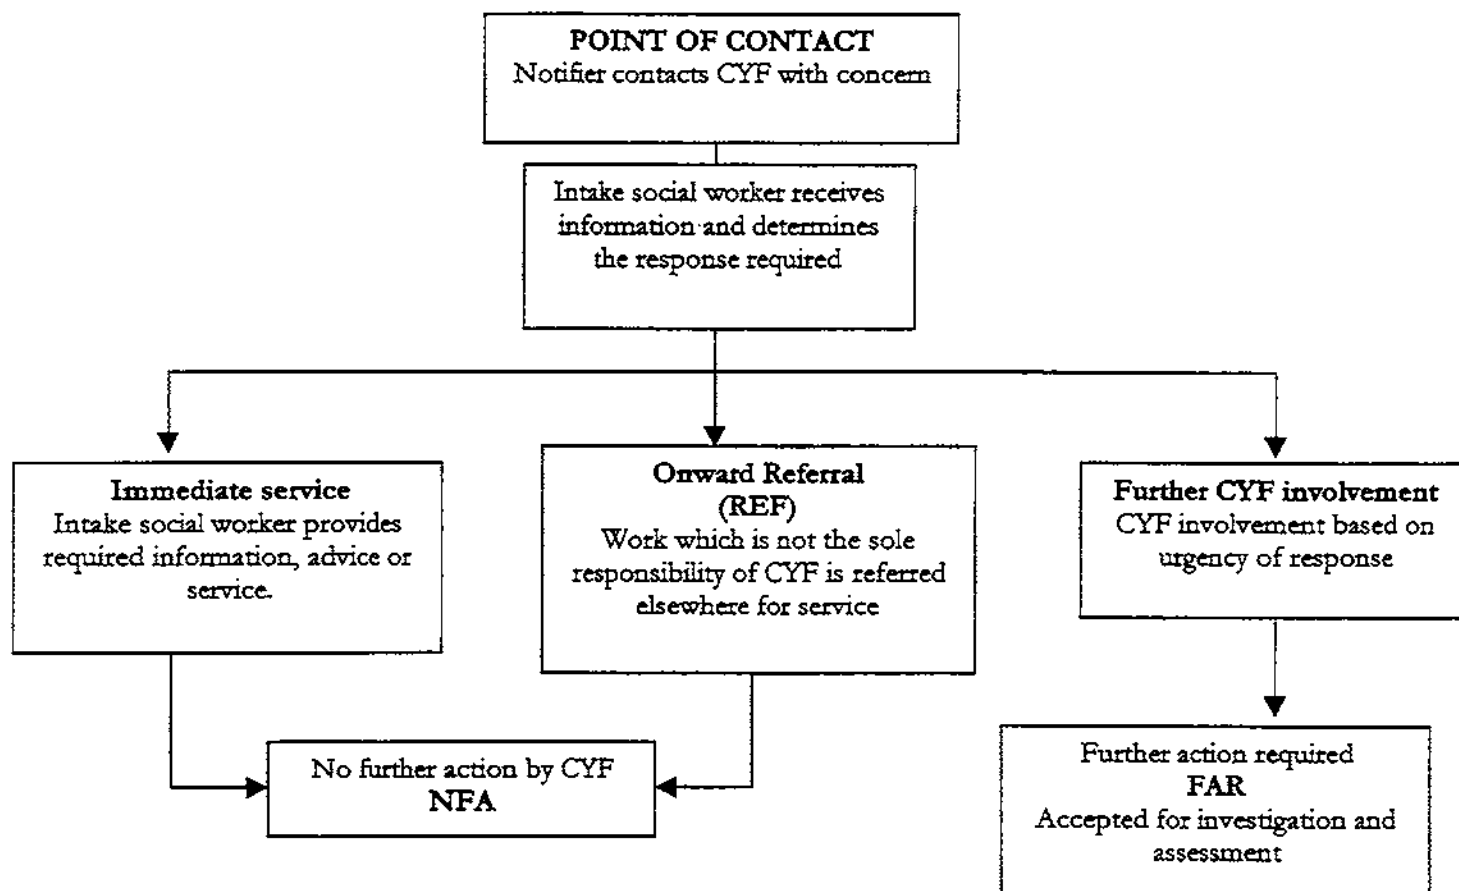 POINT OF CONTACT
Notifier contacts CYF with concern
Intake social worker receives
information and determines
the response required
Immediate service
Intake social worker provides
required information, advice or
service.
Onward Referral
(REF)
Work which is not the sole
responsibility of CYF is referred
elsewhere for service
Further CYF involvement
CYF involvement based on
urgency of response
No further action by CYF
NFA
Further action required
FAR
Accepted for investigation and
assessment